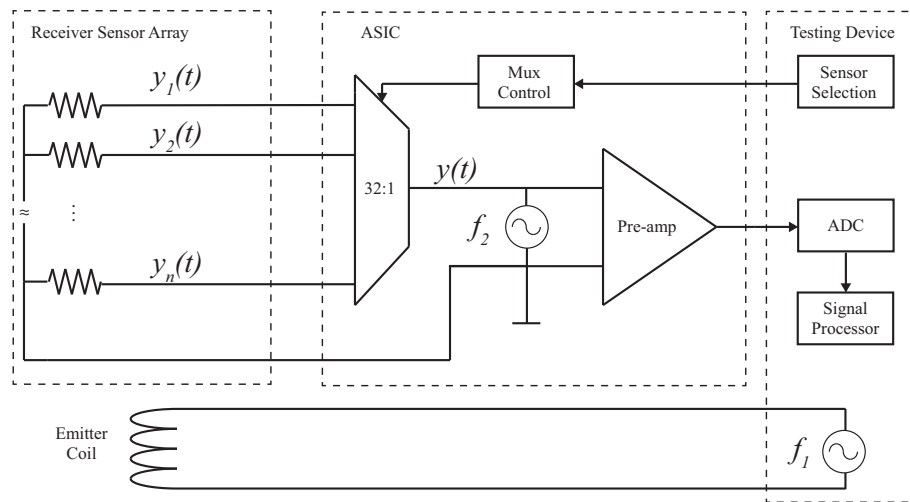 Receiver Sensor Array
ASIC
Testing Device
y1(t)
Mux
Control
Sensor
Selection
y2(t)
32:1
y(t)
≈
⋮
f2
Pre-amp
ADC
yn(t)
Signal
Processor
Emitter
Coil
f1